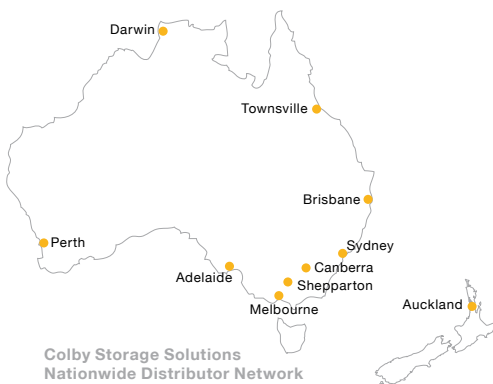 Darwin
Townsville
Brisbane
Perth
Sydney
Adelaide
Canberra
Shepparton
Melbourne
Auckland
Colby Storage Solutions
Nationwide Distributor Network